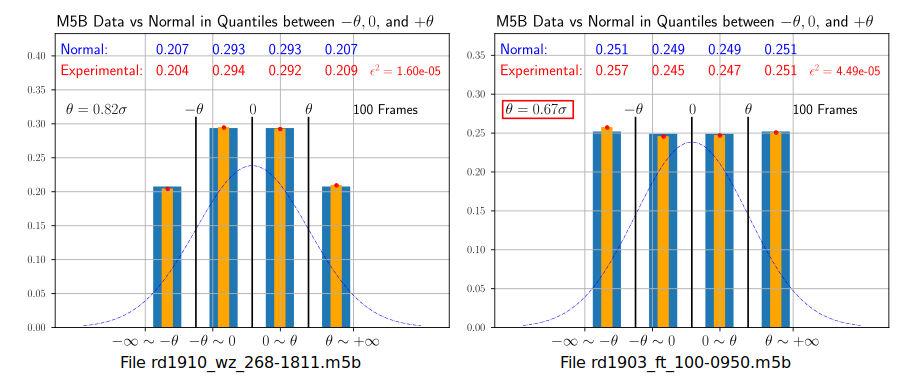 M5B Data vs Normal in Quantiles between −θ, 0, and +θ
Normal: 0.207 0.293 0.293 0.207
Experimental: 0.204 0.294 0.292 0.209 ϵ² = 1.60e-05
θ = 0.82σ −θ 0 θ 100 Frames
0.40
0.35
0.30
0.25
0.20
0.15
0.10
0.05
0.00
−∞ ∼ −θ −θ ∼ 0 0 ∼ θ θ ∼ +∞
File rd1910_wz_268-1811.m5b
M5B Data vs Normal in Quantiles between −θ, 0, and +θ
Normal: 0.251 0.249 0.249 0.251
Experimental: 0.257 0.245 0.247 0.251 ϵ² = 4.49e-05
θ = 0.67σ −θ 0 θ 100 Frames
0.35
0.30
0.25
0.20
0.15
0.10
0.05
0.00
−∞ ∼ −θ −θ ∼ 0 0 ∼ θ θ ∼ +∞
File rd1903_ft_100-0950.m5b